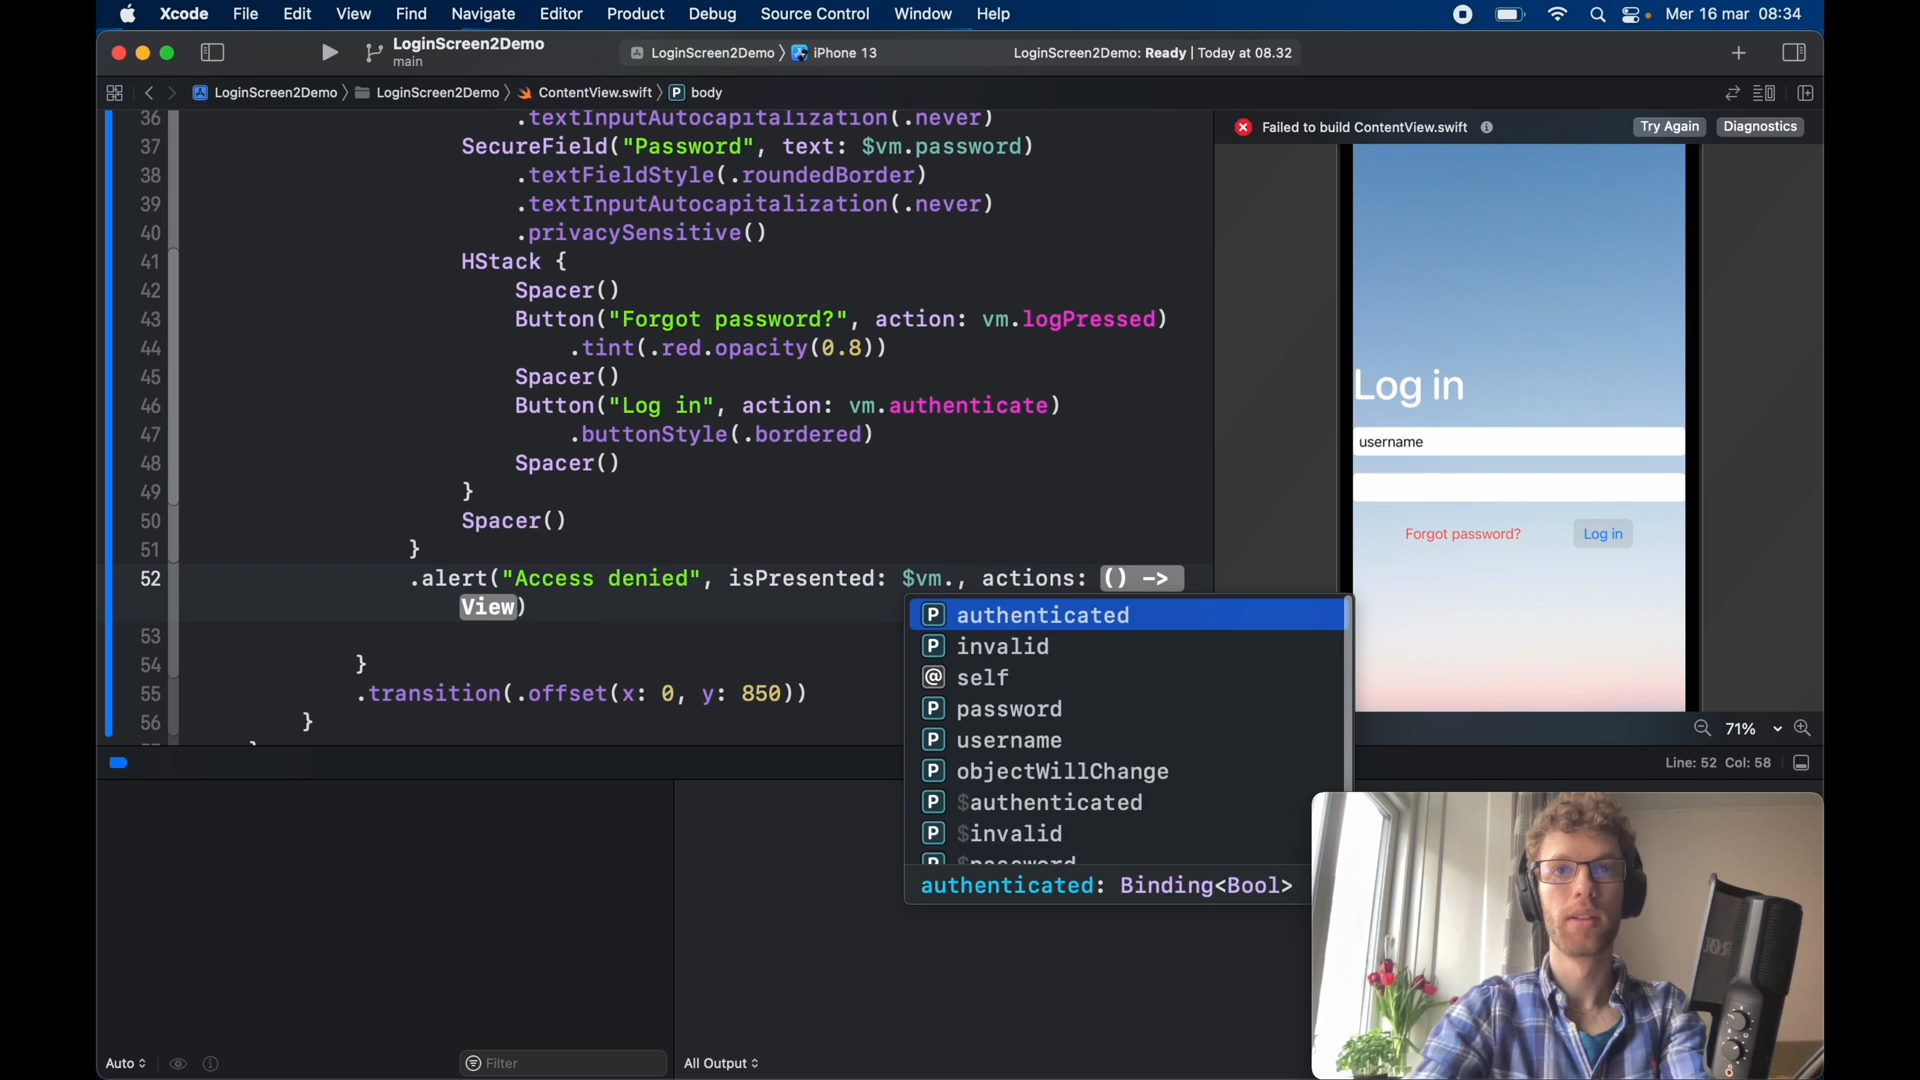 Xcode File Edit View Find Navigate Editor Product Debug Source Control Window Help Mer 16 mar 08:34
LoginScreen2Demo
main
LoginScreen2Demo 〉 iPhone 13
LoginScreen2Demo: Ready | Today at 08.32
LoginScreen2Demo 〉 LoginScreen2Demo 〉 ContentView.swift 〉 P body
36 .textInputAutocapitalization(.never)
37 SecureField("Password", text: $vm.password)
38 .textFieldStyle(.roundedBorder)
39 .textInputAutocapitalization(.never)
40 .privacySensitive()
41 HStack {
42 Spacer()
43 Button("Forgot password?", action: vm.logPressed)
44 .tint(.red.opacity(0.8))
45 Spacer()
46 Button("Log in", action: vm.authenticate)
47 .buttonStyle(.bordered)
48 Spacer()
49 }
50 Spacer()
51 }
52 .alert("Access denied", isPresented: $vm., actions: () ->
View)
53
54 }
55 .transition(.offset(x: 0, y: 850))
56 }
P authenticated
P invalid
@ self
P password
P username
P objectWillChange
P $authenticated
P $invalid
P $password
authenticated: Binding<Bool>
Failed to build ContentView.swift
Try Again
Diagnostics
Log in
username
Forgot password?
Log in
71%
Line: 52 Col: 58
Auto
Filter
All Output
RØDE